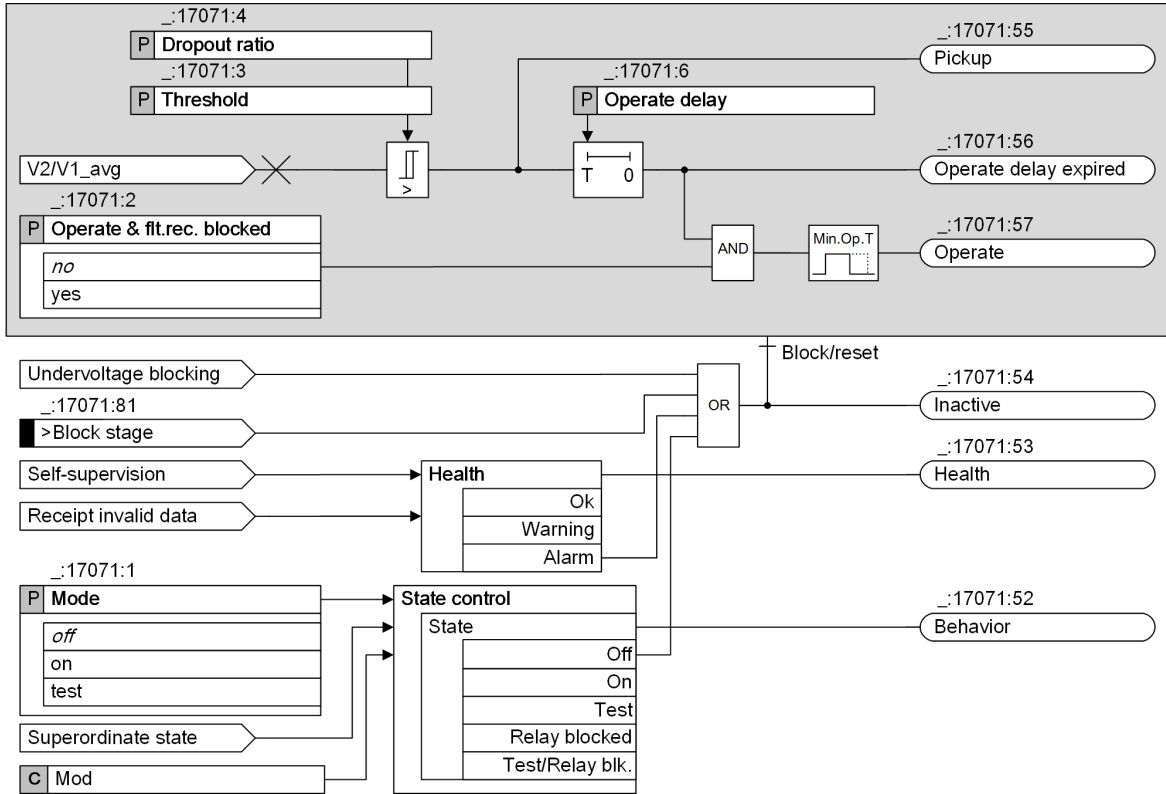 _:17071:4
P Dropout ratio
_:17071:3
P Threshold
_:17071:6
P Operate delay
_:17071:55
Pickup
V2/V1_avg
>
T 0
_:17071:56
Operate delay expired
_:17071:2
P Operate & flt.rec. blocked
no
yes
AND
Min.Op.T
_:17071:57
Operate
Block/reset
Undervoltage blocking
_:17071:81
>Block stage
OR
_:17071:54
Inactive
Self-supervision
Receipt invalid data
Health
Ok
Warning
Alarm
_:17071:53
Health
_:17071:1
P Mode
off
on
test
Superordinate state
C Mod
State control
State
Off
On
Test
Relay blocked
Test/Relay blk.
_:17071:52
Behavior